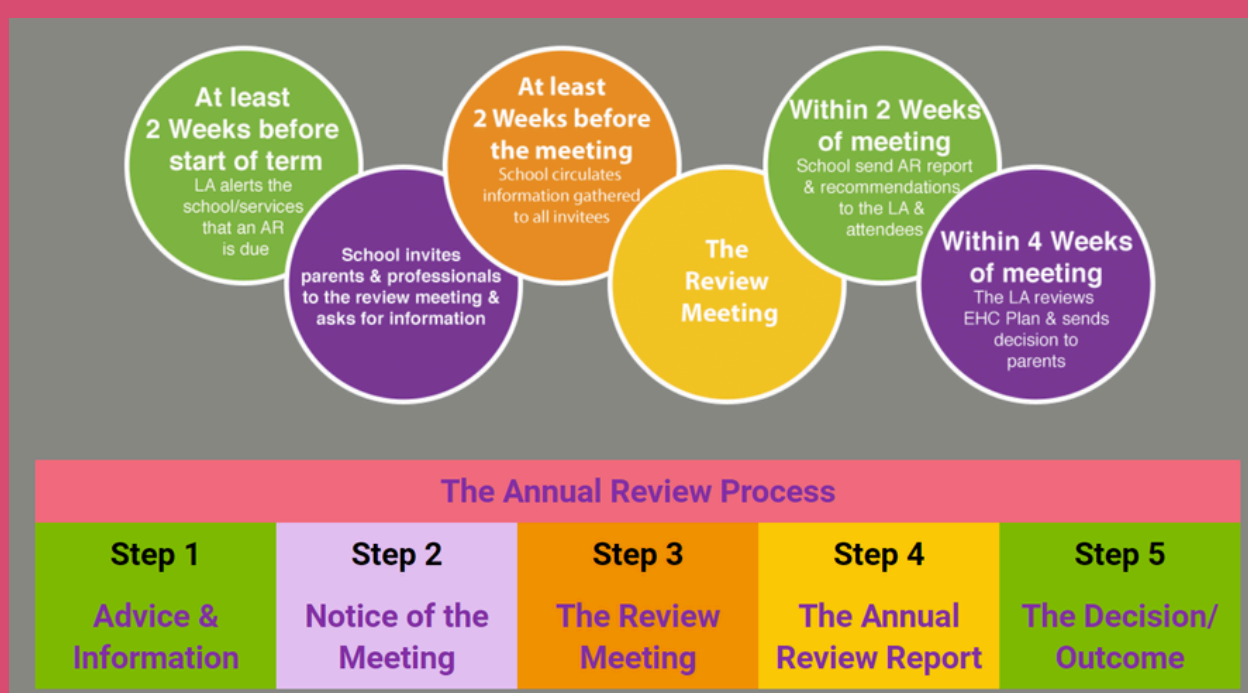 At least
2 Weeks before
start of term
LA alerts the
school/services
that an AR
is due
School invites
parents & professionals
to the review meeting &
asks for information
At least
2 Weeks before
the meeting
School circulates
information gathered
to all invitees
The
Review
Meeting
Within 2 Weeks
of meeting
School send AR report
& recommendations
to the LA &
attendees
Within 4 Weeks
of meeting
The LA reviews
EHC Plan & sends
decision to
parents
The Annual Review Process
Step 1
Advice &
Information
Step 2
Notice of the
Meeting
Step 3
The Review
Meeting
Step 4
The Annual
Review Report
Step 5
The Decision/
Outcome